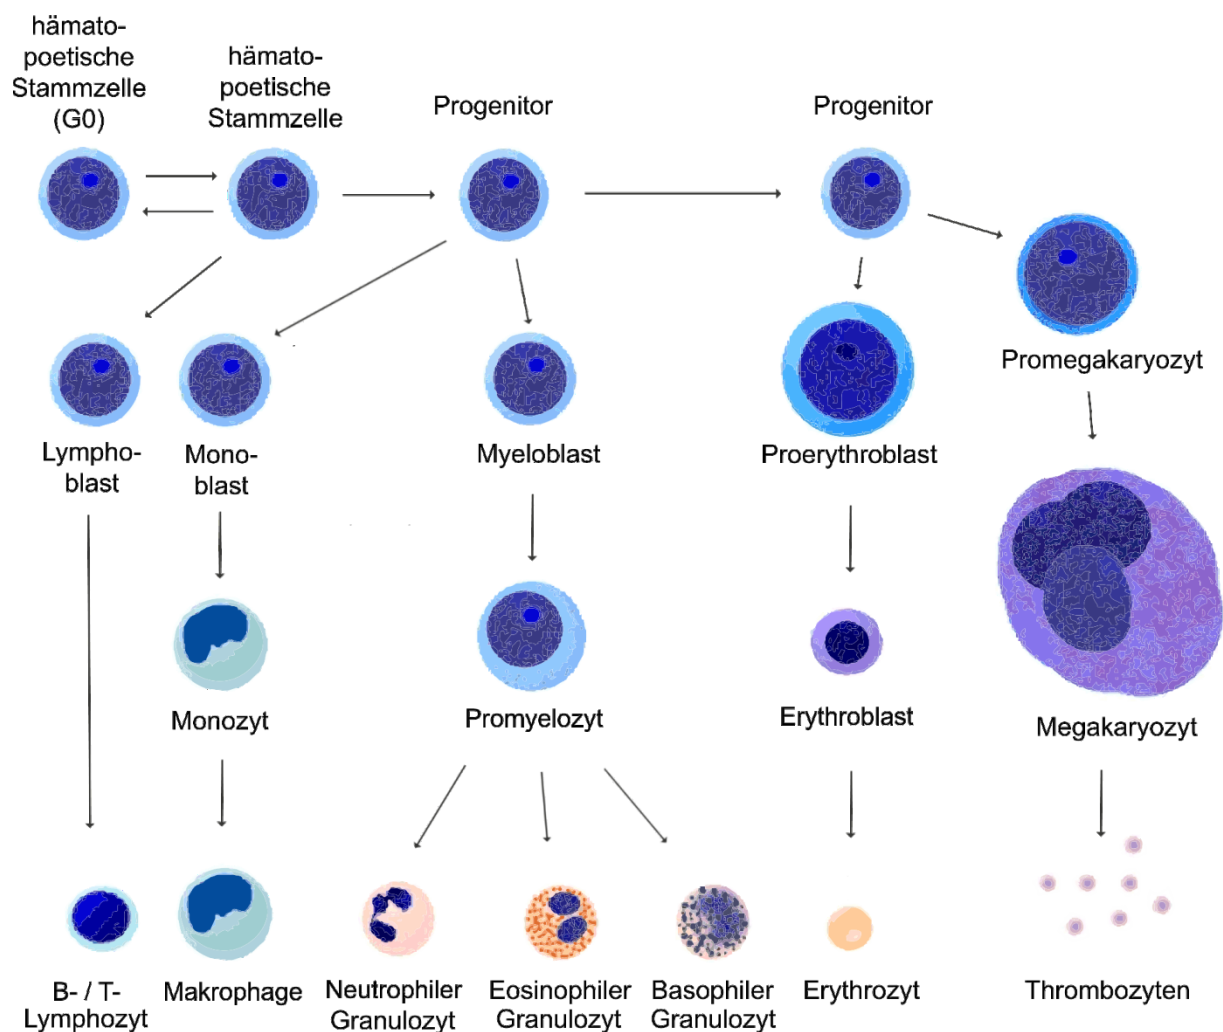 hämato-
poetische
Stammzelle
(G0)
hämato-
poetische
Stammzelle
Progenitor
Progenitor
Promegakaryozyt
Lympho-
blast
Mono-
blast
Myeloblast
Proerythroblast
Monozyt
Promyelozyt
Erythroblast
Megakaryozyt
B- / T-
Lymphozyt
Makrophage
Neutrophiler
Granulozyt
Eosinophiler
Granulozyt
Basophiler
Granulozyt
Erythrozyt
Thrombozyten